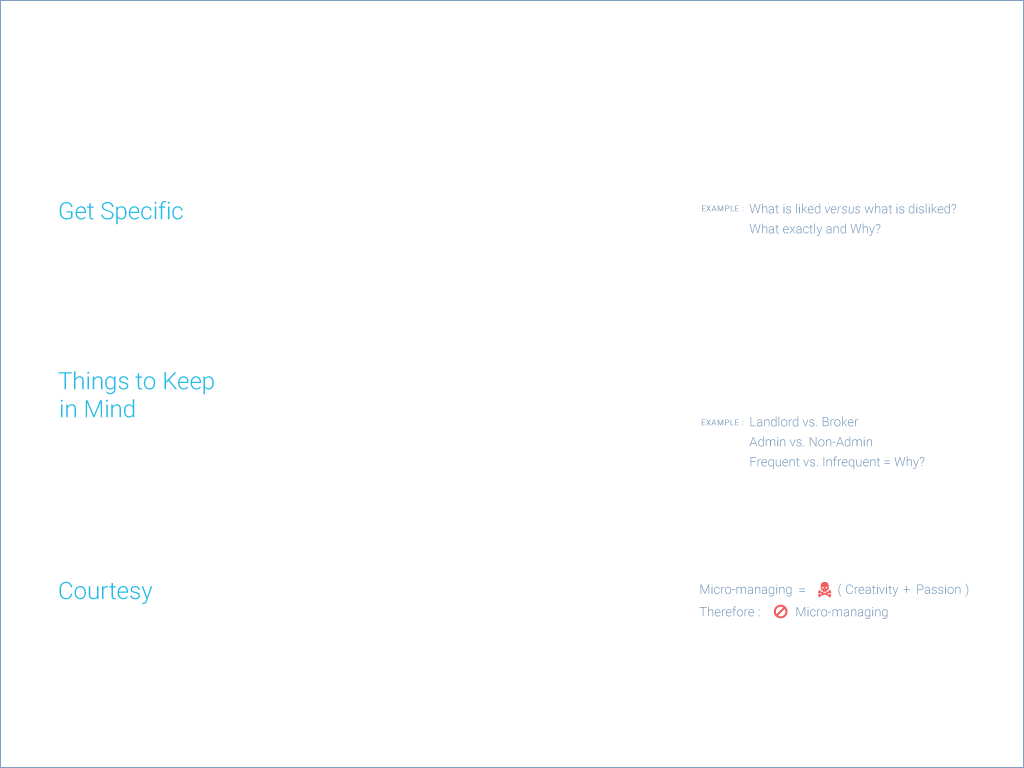 Get Specific
EXAMPLE : What is liked versus what is disliked?
What exactly and Why?
Things to Keep
in Mind
EXAMPLE : Landlord vs. Broker
Admin vs. Non-Admin
Frequent vs. Infrequent = Why?
Courtesy
Micro-managing = ( Creativity + Passion )
Therefore : Micro-managing